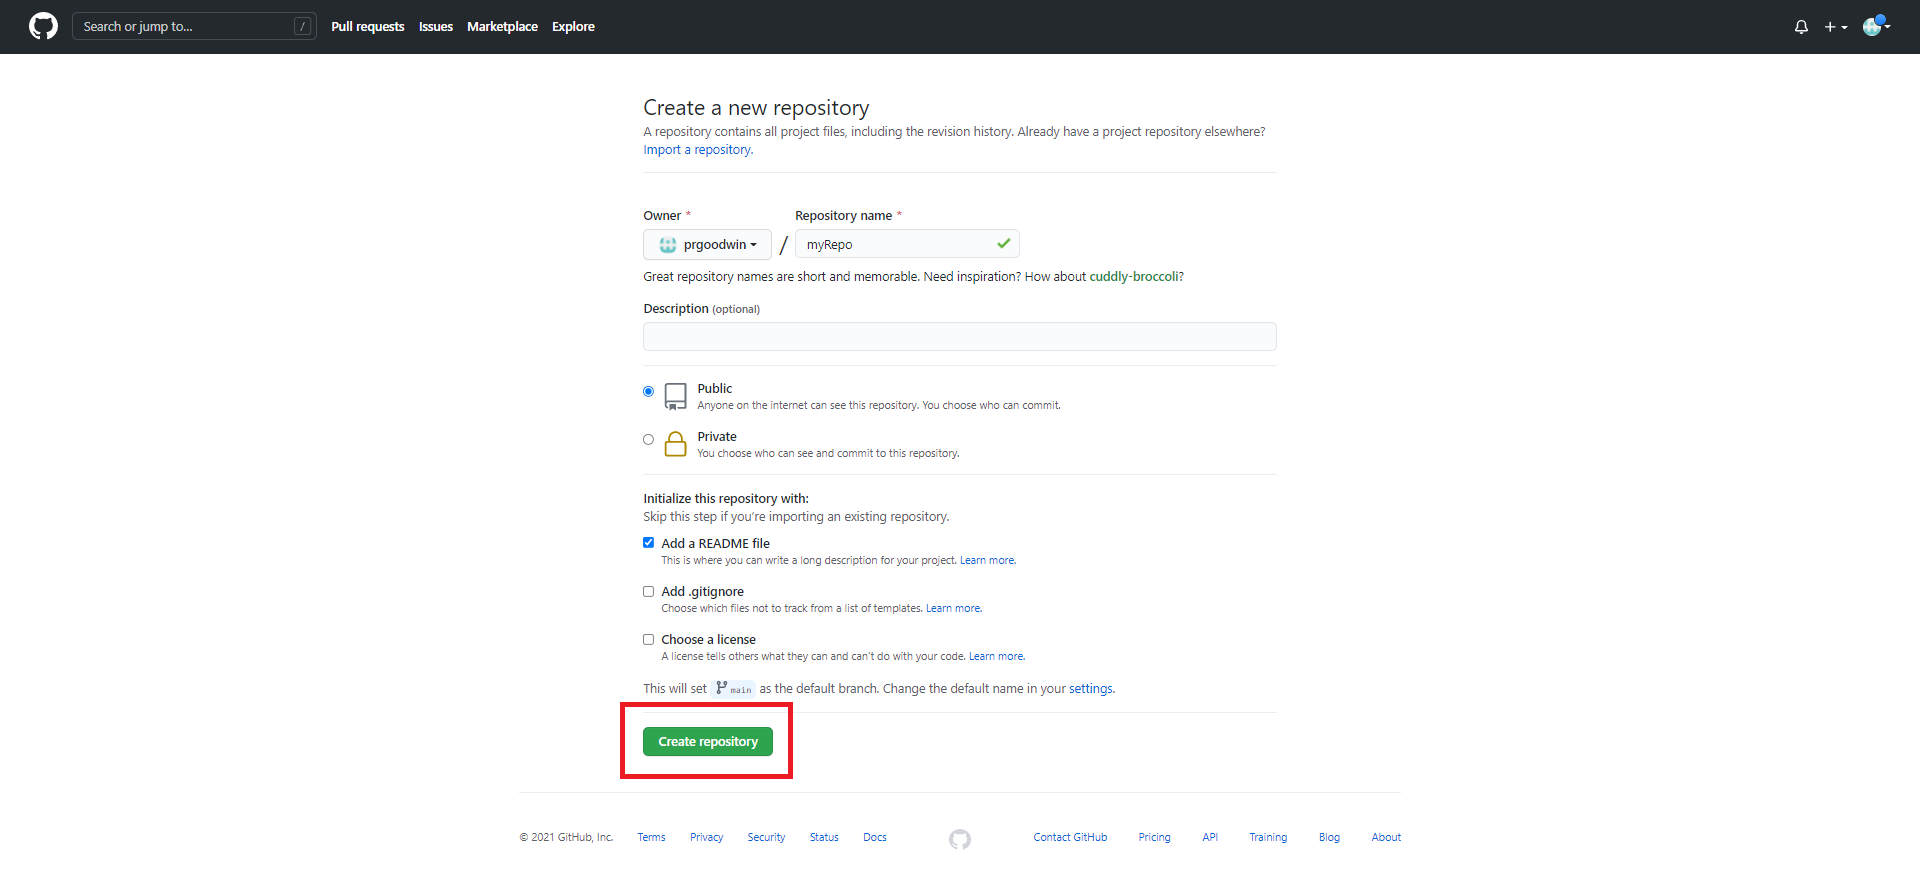 Search or jump to... /
Pull requests Issues Marketplace Explore
Create a new repository
A repository contains all project files, including the revision history. Already have a project repository elsewhere?
Import a repository.
Owner * Repository name *
prgoodwin / myRepo
Great repository names are short and memorable. Need inspiration? How about cuddly-broccoli?
Description (optional)
Public
Anyone on the internet can see this repository. You choose who can commit.
Private
You choose who can see and commit to this repository.
Initialize this repository with:
Skip this step if you’re importing an existing repository.
Add a README file
This is where you can write a long description for your project. Learn more.
Add .gitignore
Choose which files not to track from a list of templates. Learn more.
Choose a license
A license tells others what they can and can't do with your code. Learn more.
This will set main as the default branch. Change the default name in your settings.
Create repository
© 2021 GitHub, Inc. Terms Privacy Security Status Docs Contact GitHub Pricing API Training Blog About